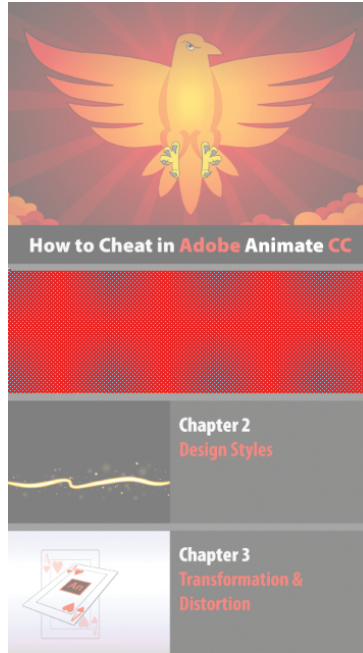 How to Cheat in Adobe Animate CC
Chapter 2
Design Styles
Chapter 3
Transformation &
Distortion
An